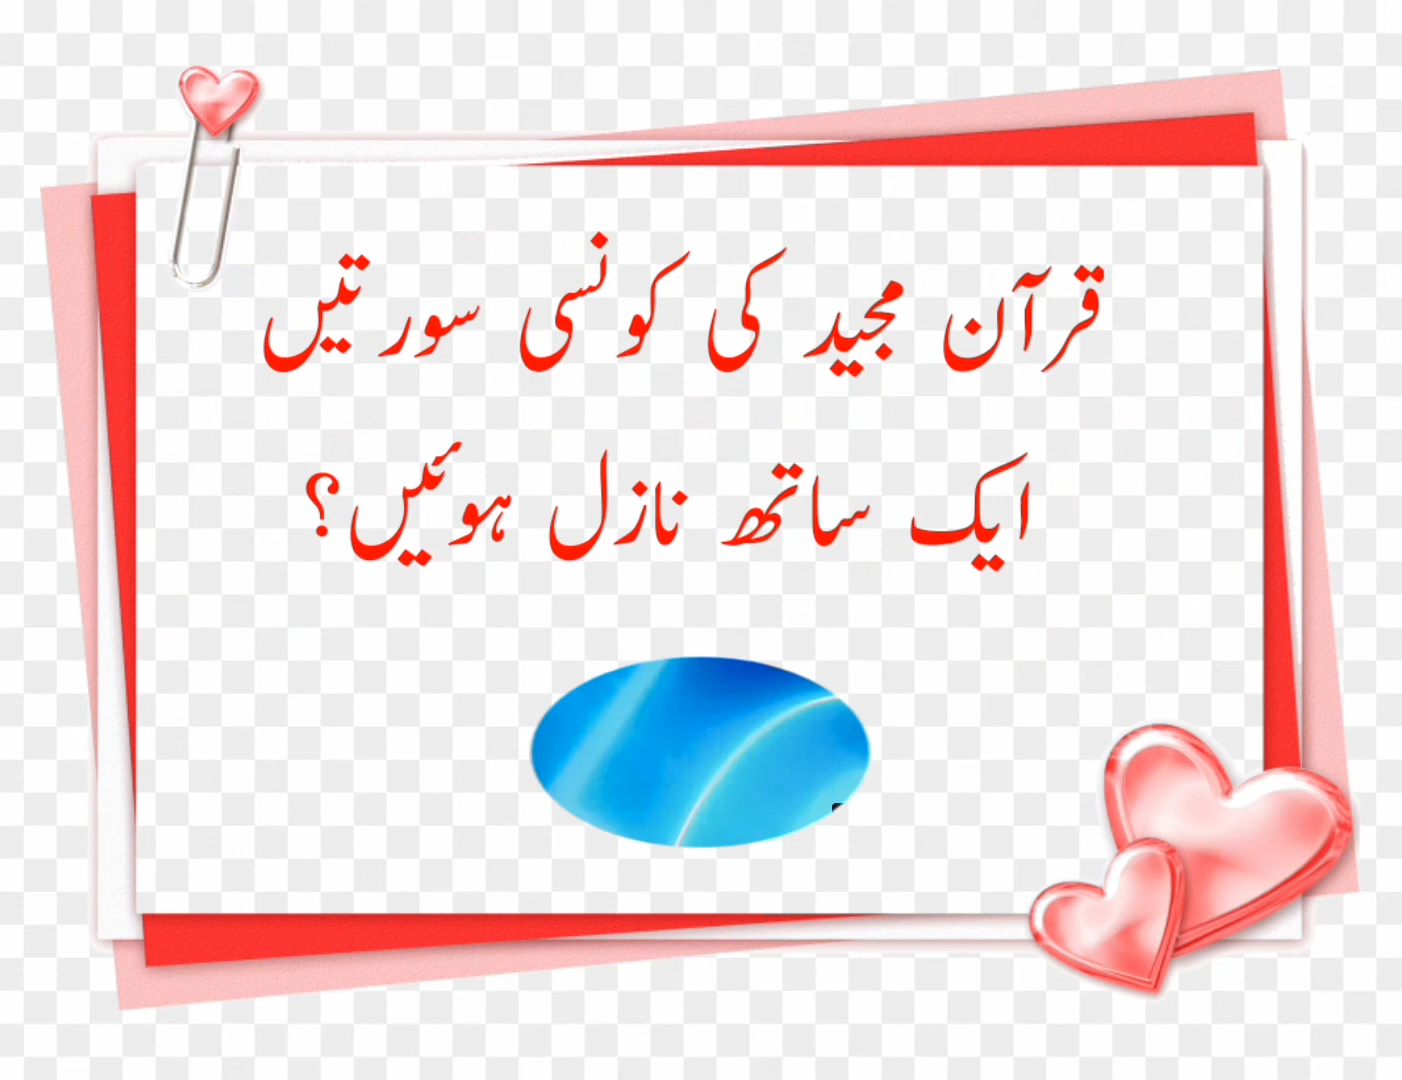 قرآن مجید کی کونسی سورتیں
ایک ساتھ نازل ہوئیں؟